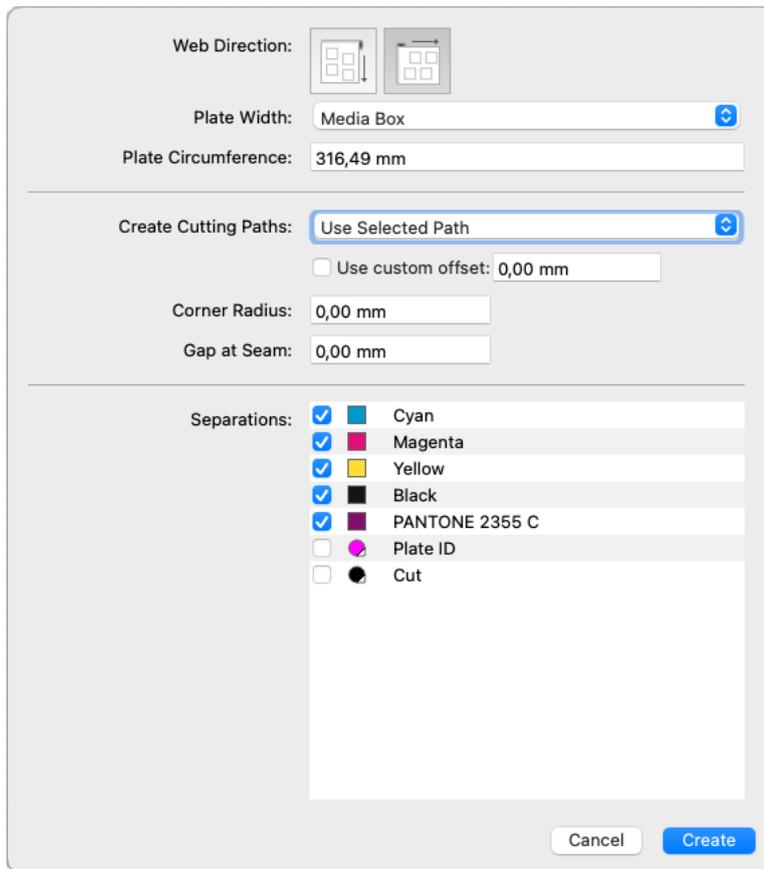 Web Direction:
Plate Width: Media Box
Plate Circumference: 316,49 mm
Create Cutting Paths: Use Selected Path
Use custom offset: 0,00 mm
Corner Radius: 0,00 mm
Gap at Seam: 0,00 mm
Separations: Cyan
Magenta
Yellow
Black
PANTONE 2355 C
Plate ID
Cut
Cancel Create